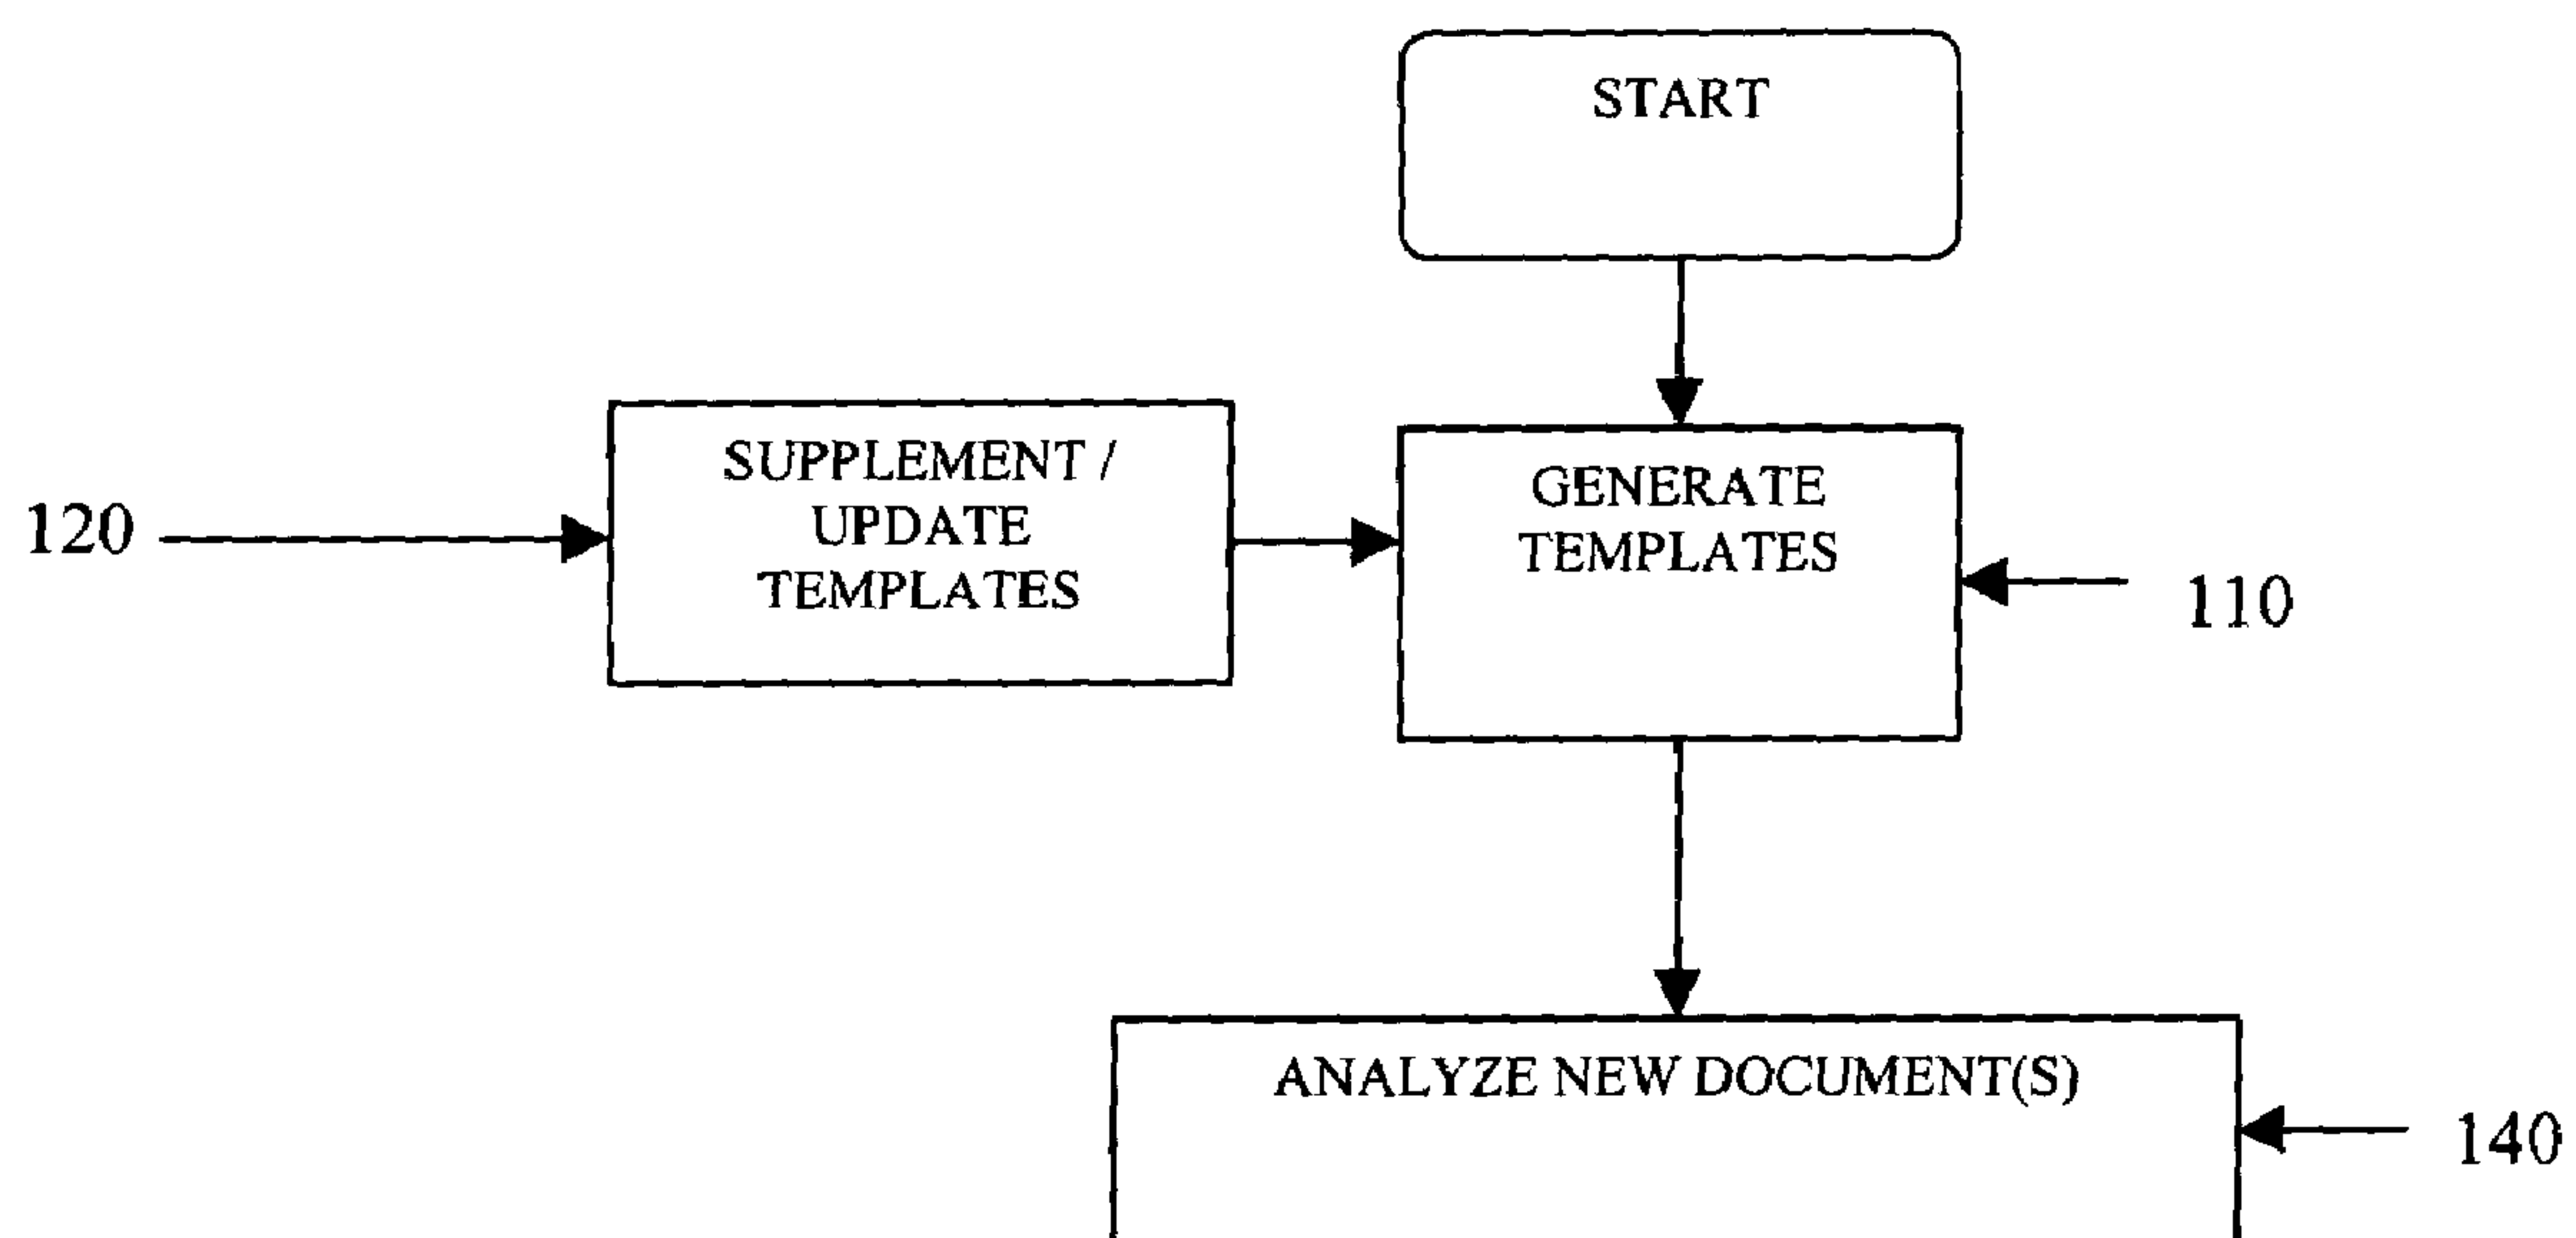 START
SUPPLEMENT /
UPDATE
TEMPLATES
120
GENERATE
TEMPLATES
110
ANALYZE NEW DOCUMENT(S)
140